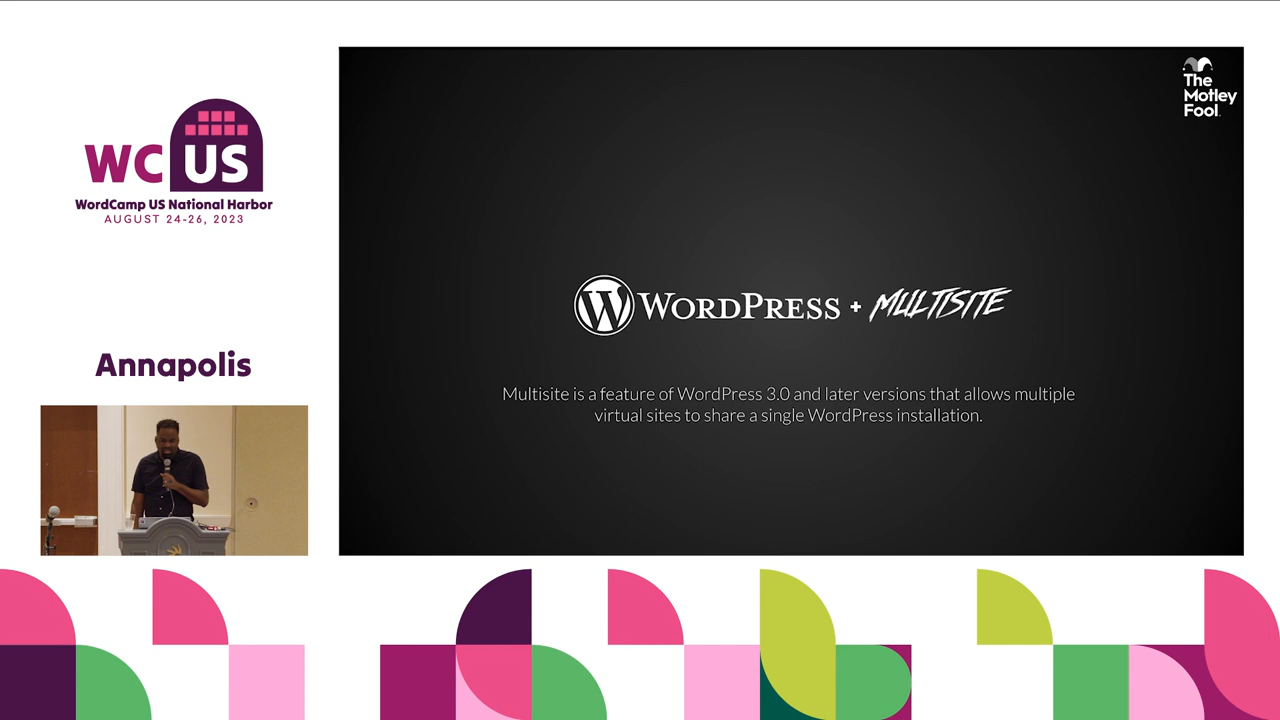 WC US
WordCamp US National Harbor
AUGUST 24-26, 2023
Annapolis
The
Motley
Fool.
WORDPRESS + MULTISITE
Multisite is a feature of WordPress 3.0 and later versions that allows multiple
virtual sites to share a single WordPress installation.